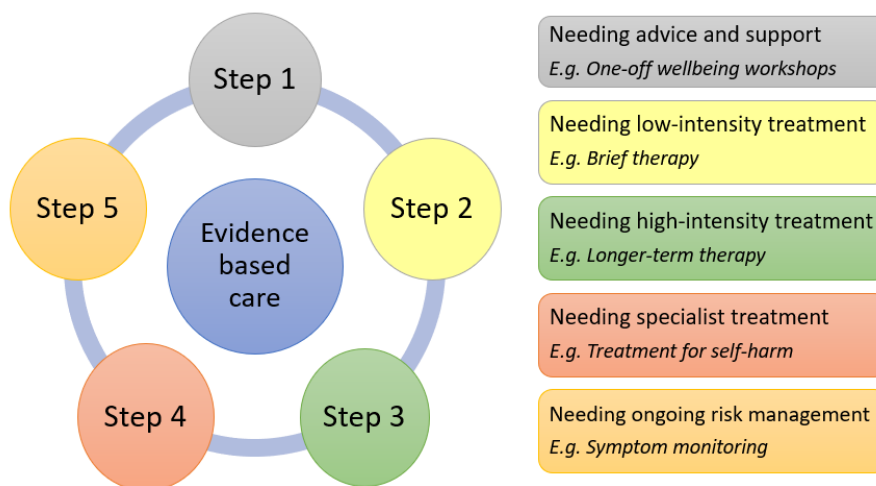 Step 1
Step 2
Step 3
Step 4
Step 5
Evidence
based
care
Needing advice and support
E.g. One-off wellbeing workshops
Needing low-intensity treatment
E.g. Brief therapy
Needing high-intensity treatment
E.g. Longer-term therapy
Needing specialist treatment
E.g. Treatment for self-harm
Needing ongoing risk management
E.g. Symptom monitoring